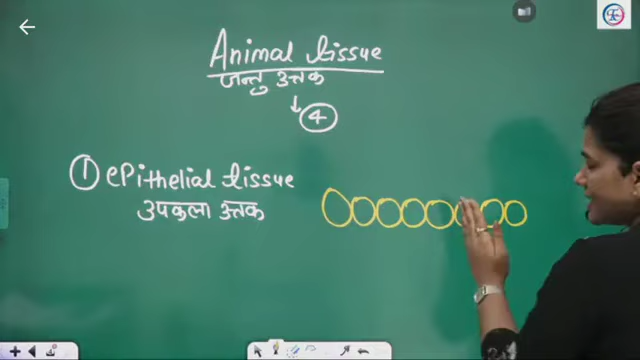 Animal tissue
जन्तु उत्तक
4
① epithelial tissue
उपकला उत्तक